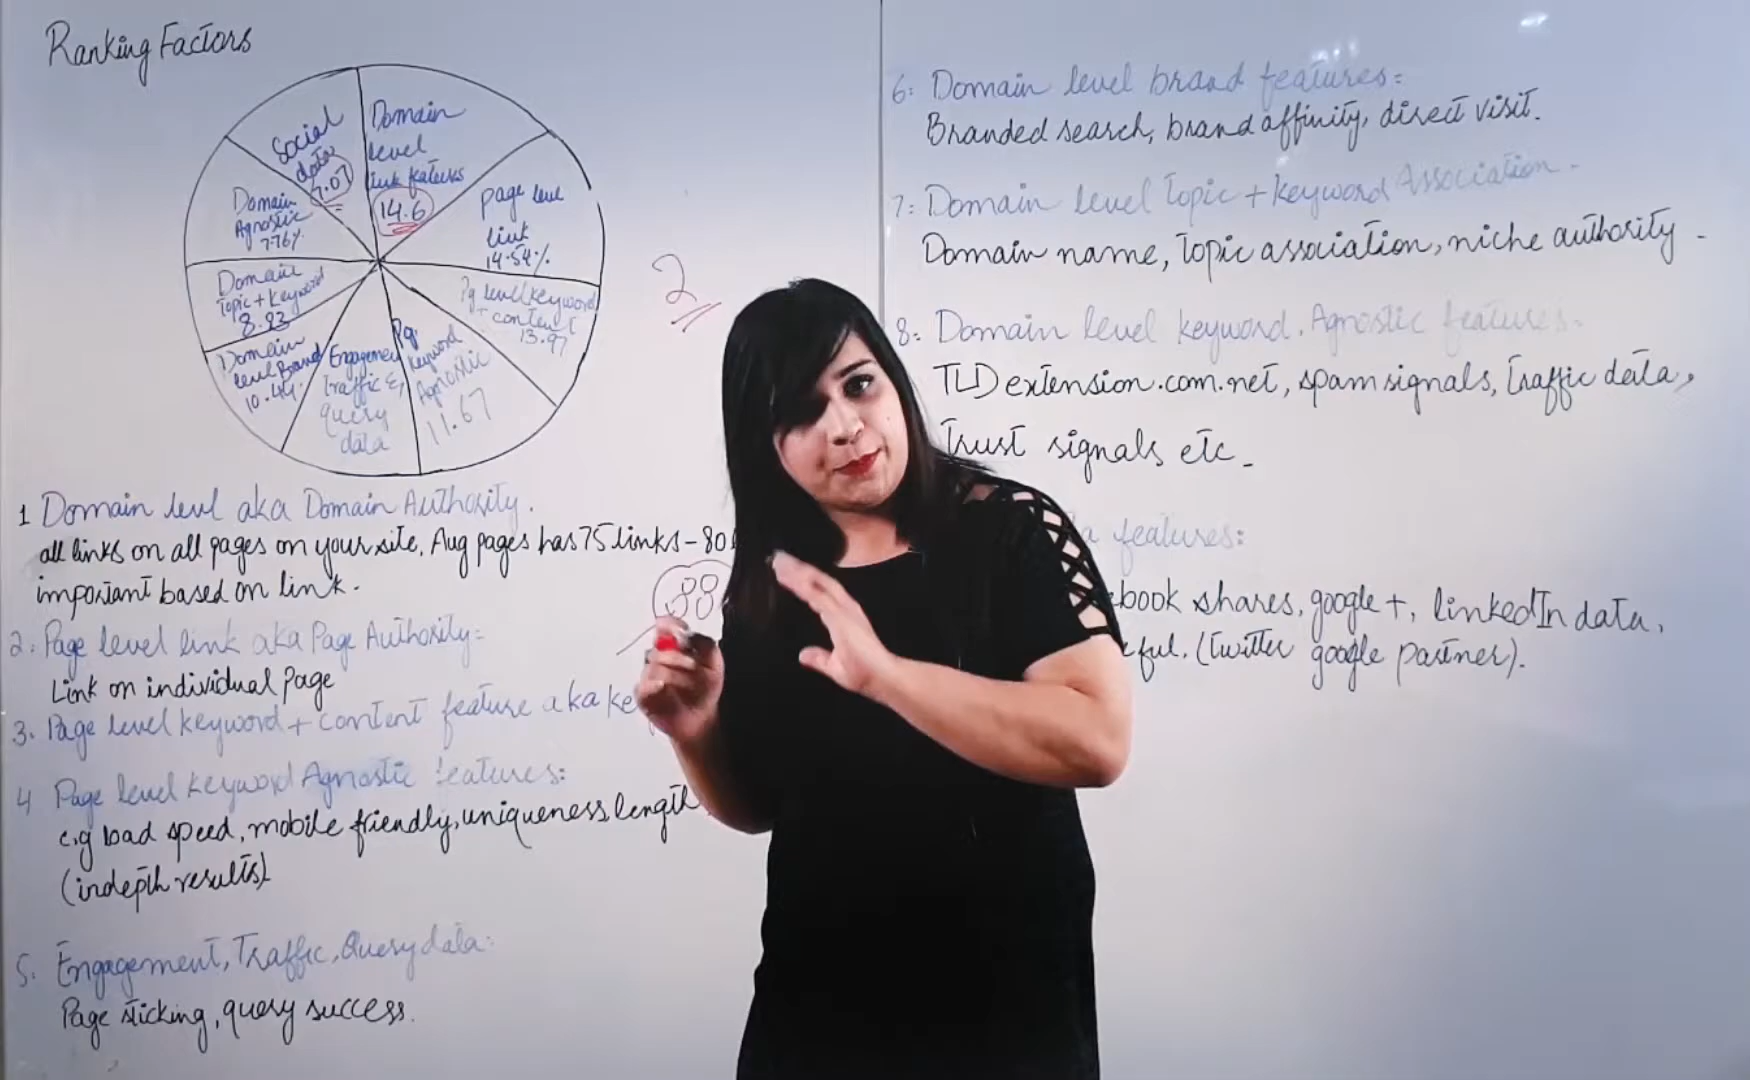 Ranking Factors
Social
data
7.07
Domain
level
link features
14.6
Page level
link
14.54%
Pg level keyword
+ content
13.97
Pg
Keyword
Agnostic
11.67
Engagement
Traffic &
query
data
Domain
level Brand
10.44
Domain
Topic + Keyword
8.83
Domain
Agnostic
7.76%
2
88
1 Domain level aka Domain Authority.
all links on all pages on your site, Avg pages has 75 links - 80
important based on link.
2. Page level link aka Page Authority:
Link on individual Page
3. Page level keyword + content feature aka
4 Page level keyword Agnostic features:
e.g load speed, mobile friendly, uniqueness length
(indepth results)
5. Engagement, Traffic, Query data:
Page sticking, query success.
6: Domain level brand features:
Branded search, brand affinity, direct visit.
7: Domain level Topic + keyword Association.
Domain name, topic association, niche authority.
8: Domain level keyword. Agnostic features.
TLD extension .com .net, spam signals, traffic data,
Trust signals etc.
features:
book shares, google +, linkedIn data,
ful. (twitter google partner).